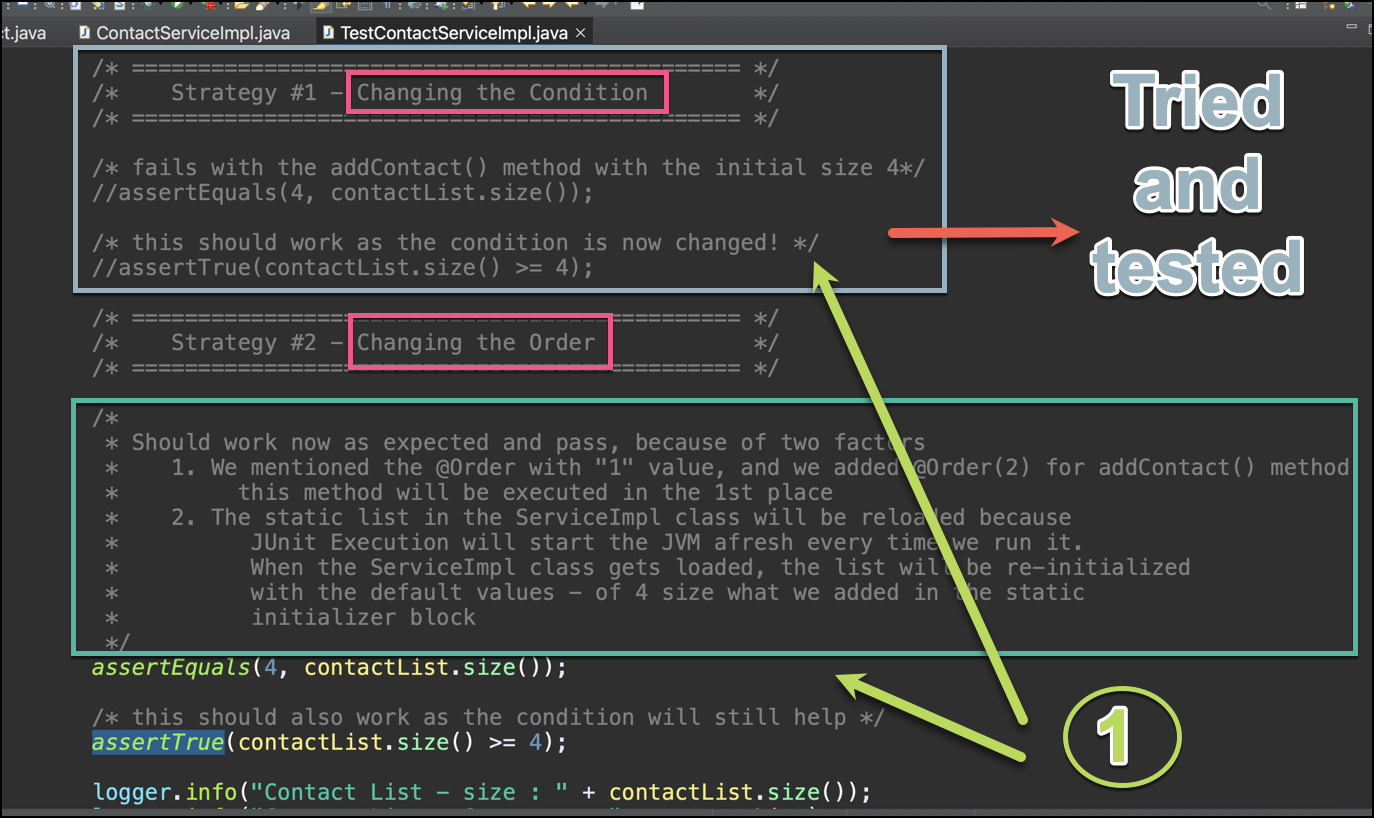 t.java
ContactServiceImpl.java
TestContactServiceImpl.java
/* ============================================== */
/*    Strategy #1 - Changing the Condition        */
/* ============================================== */
/* fails with the addContact() method with the initial size 4*/
//assertEquals(4, contactList.size());
/* this should work as the condition is now changed! */
//assertTrue(contactList.size() >= 4);
Tried
and
tested
/* ============================================== */
/*    Strategy #2 - Changing the Order            */
/* ============================================== */
/*
* Should work now as expected and pass, because of two factors
*    1. We mentioned the @Order with "1" value, and we added @Order(2) for addContact() method
*         this method will be executed in the 1st place
*    2. The static list in the ServiceImpl class will be reloaded because
*          JUnit Execution will start the JVM afresh every time we run it.
*          When the ServiceImpl class gets loaded, the list will be re-initialized
*          with the default values - of 4 size what we added in the static
*          initializer block
*/
assertEquals(4, contactList.size());
/* this should also work as the condition will still help */
assertTrue(contactList.size() >= 4);
1
logger.info("Contact List - size : " + contactList.size());